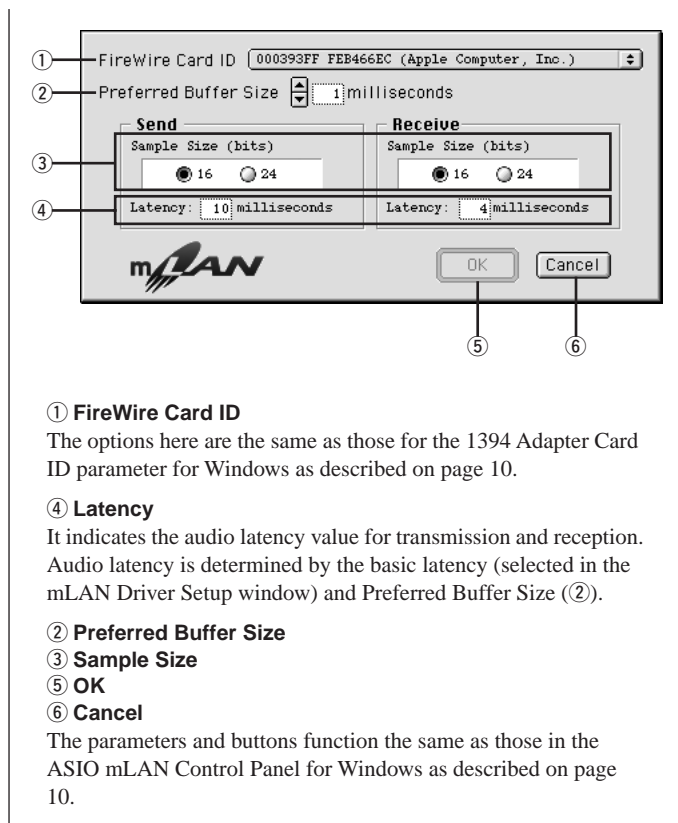 ① FireWire Card ID 000393FF FEB466EC (Apple Computer, Inc.)
② Preferred Buffer Size 1 milliseconds
Send Receive
Sample Size (bits) Sample Size (bits)
③ 16 24 16 24
④ Latency: 10 milliseconds Latency: 4 milliseconds
mLAN OK Cancel
⑤ ⑥
① FireWire Card ID
The options here are the same as those for the 1394 Adapter Card
ID parameter for Windows as described on page 10.
④ Latency
It indicates the audio latency value for transmission and reception.
Audio latency is determined by the basic latency (selected in the
mLAN Driver Setup window) and Preferred Buffer Size (②).
② Preferred Buffer Size
③ Sample Size
⑤ OK
⑥ Cancel
The parameters and buttons function the same as those in the
ASIO mLAN Control Panel for Windows as described on page
10.